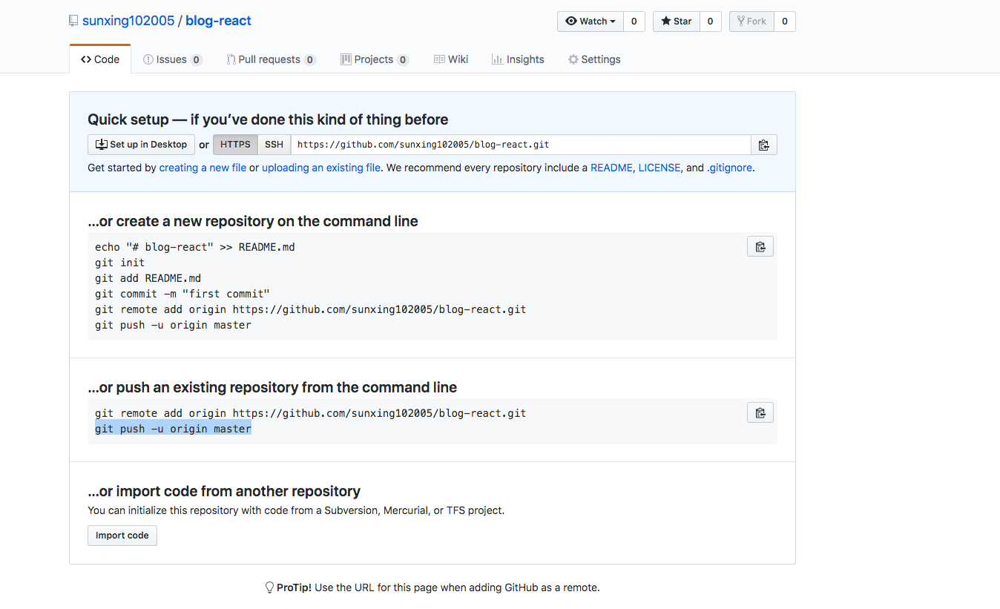 sunxing102005 / blog-react
Watch 0 Star 0 Fork 0
Code Issues 0 Pull requests 0 Projects 0 Wiki Insights Settings
Quick setup — if you’ve done this kind of thing before
Set up in Desktop or HTTPS SSH https://github.com/sunxing102005/blog-react.git
Get started by creating a new file or uploading an existing file. We recommend every repository include a README, LICENSE, and .gitignore.
…or create a new repository on the command line
echo "# blog-react" >> README.md
git init
git add README.md
git commit -m "first commit"
git remote add origin https://github.com/sunxing102005/blog-react.git
git push -u origin master
…or push an existing repository from the command line
git remote add origin https://github.com/sunxing102005/blog-react.git
git push -u origin master
…or import code from another repository
You can initialize this repository with code from a Subversion, Mercurial, or TFS project.
Import code
ProTip! Use the URL for this page when adding GitHub as a remote.